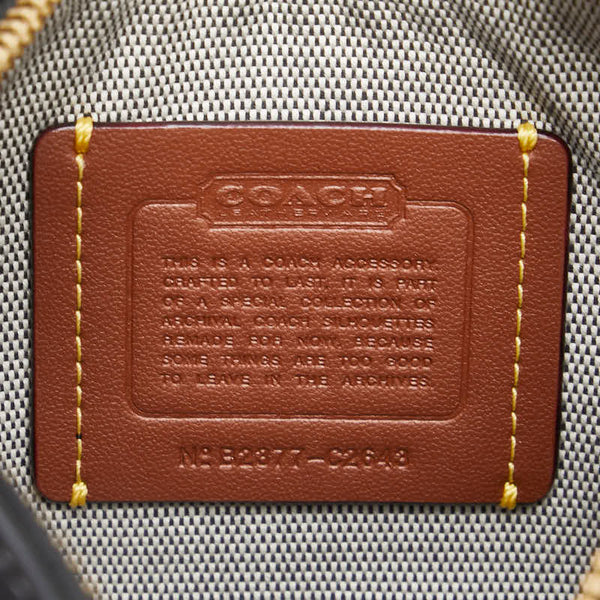 COACH
LEATHERWARE
THIS IS A COACH ACCESSORY.
CRAFTED TO LAST. IT IS PART
OF A SPECIAL COLLECTION OF
ARCHIVAL COACH SILHOUETTES
REMADE FOR NOW, BECAUSE
SOME THINGS ARE TOO GOOD
TO LEAVE IN THE ARCHIVES.
No B2377-C2643